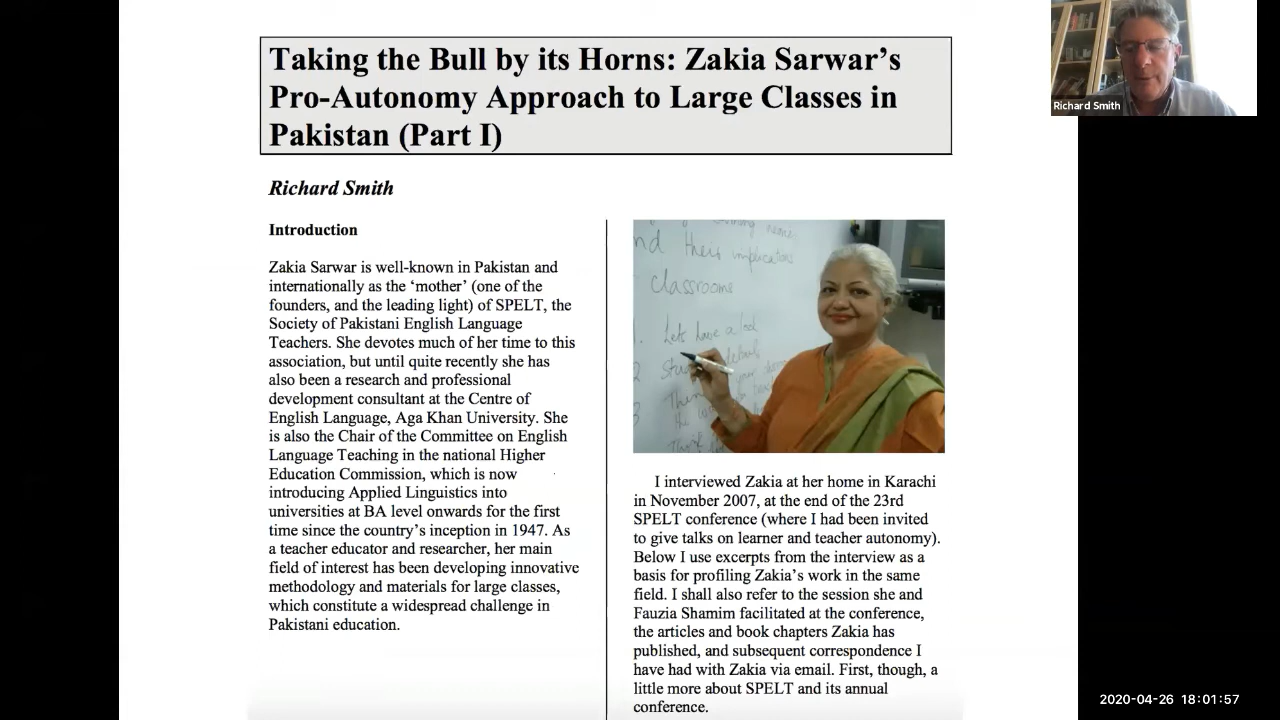 Taking the Bull by its Horns: Zakia Sarwar's
Pro-Autonomy Approach to Large Classes in
Pakistan (Part I)
Richard Smith
Introduction
Zakia Sarwar is well-known in Pakistan and
internationally as the 'mother' (one of the
founders, and the leading light) of SPELT, the
Society of Pakistani English Language
Teachers. She devotes much of her time to this
association, but until quite recently she has
also been a research and professional
development consultant at the Centre of
English Language, Aga Khan University. She
is also the Chair of the Committee on English
Language Teaching in the national Higher
Education Commission, which is now
introducing Applied Linguistics into
universities at BA level onwards for the first
time since the country's inception in 1947. As
a teacher educator and researcher, her main
field of interest has been developing innovative
methodology and materials for large classes,
which constitute a widespread challenge in
Pakistani education.
nd their implications
classrooms
Lets have a
2
3
I interviewed Zakia at her home in Karachi
in November 2007, at the end of the 23rd
SPELT conference (where I had been invited
to give talks on learner and teacher autonomy).
Below I use excerpts from the interview as a
basis for profiling Zakia's work in the same
field. I shall also refer to the session she and
Fauzia Shamim facilitated at the conference,
the articles and book chapters Zakia has
published, and subsequent correspondence I
have had with Zakia via email. First, though, a
little more about SPELT and its annual
conference.
Richard Smith
2020-04-26 18:01:57